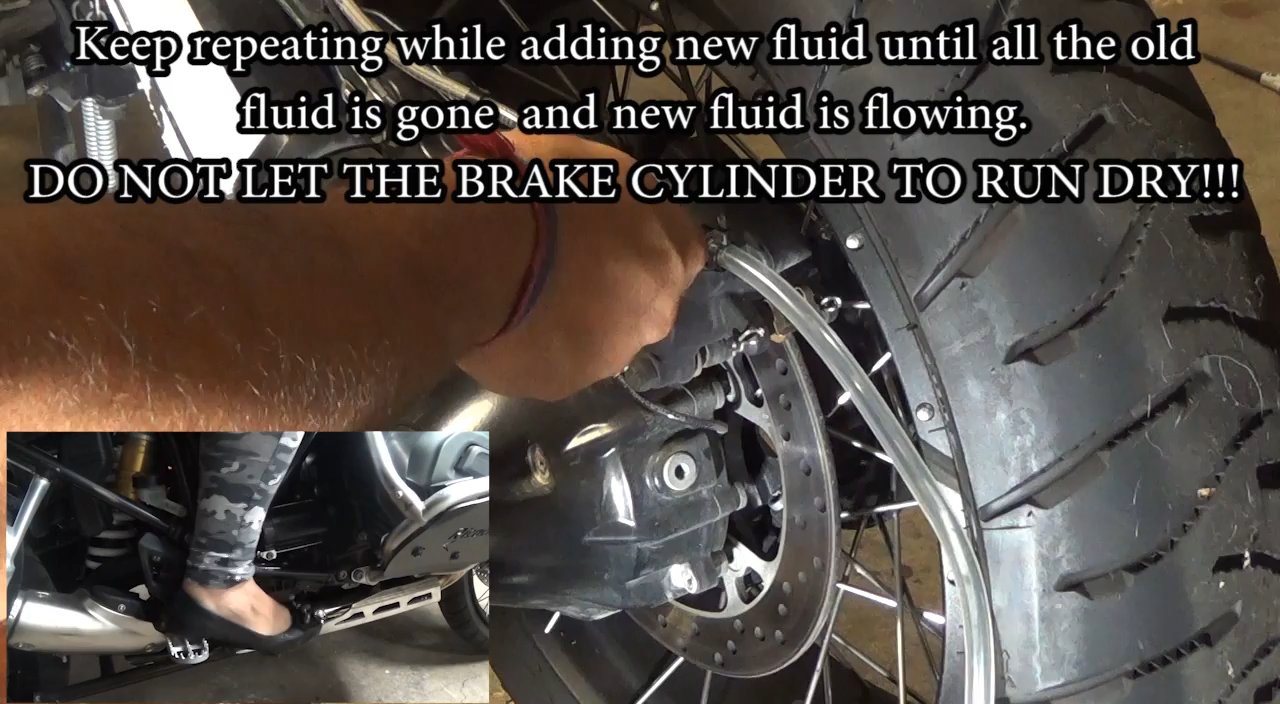 Keep repeating while adding new fluid until all the old
fluid is gone and new fluid is flowing.
DO NOT LET THE BRAKE CYLINDER TO RUN DRY!!!